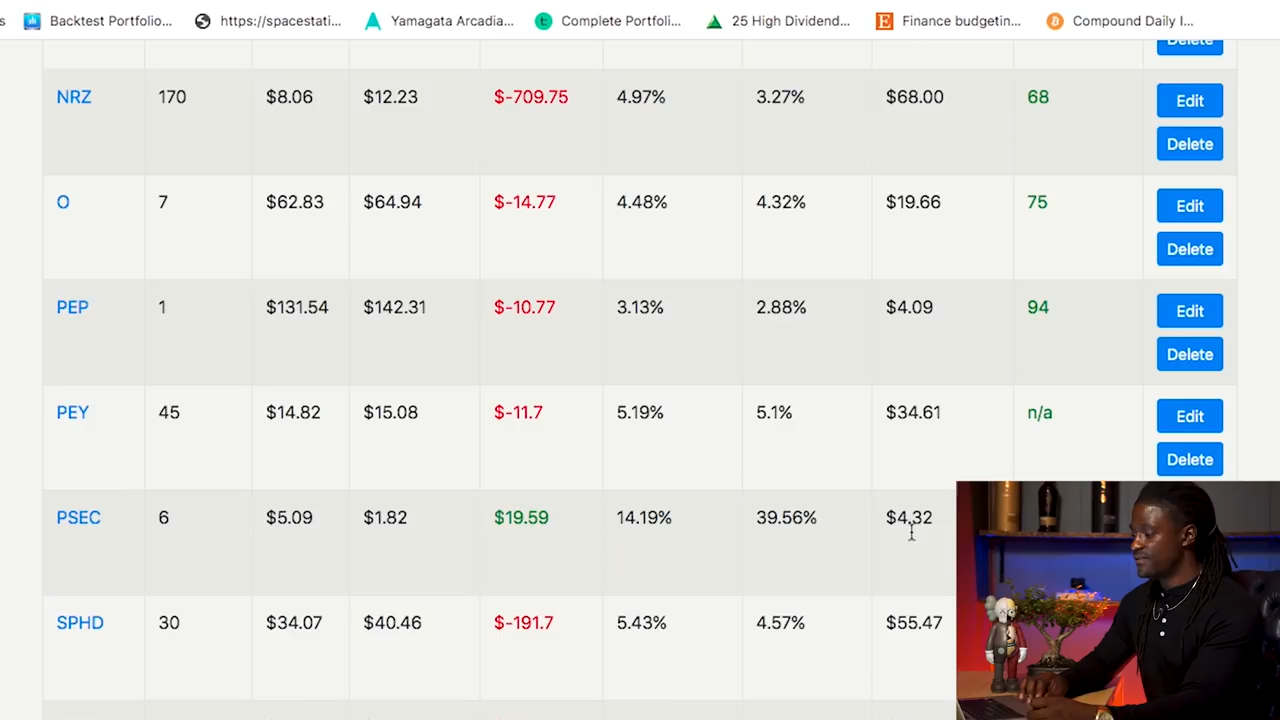 s Backtest Portfolio... https://spacestati... Yamagata Arcadia... Complete Portfoli... 25 High Dividend... Finance budgetin... Compound Daily I...
Delete
NRZ 170 $8.06 $12.23 $-709.75 4.97% 3.27% $68.00 68 Edit
Delete
O 7 $62.83 $64.94 $-14.77 4.48% 4.32% $19.66 75 Edit
Delete
PEP 1 $131.54 $142.31 $-10.77 3.13% 2.88% $4.09 94 Edit
Delete
PEY 45 $14.82 $15.08 $-11.7 5.19% 5.1% $34.61 n/a Edit
Delete
PSEC 6 $5.09 $1.82 $19.59 14.19% 39.56% $4.32
SPHD 30 $34.07 $40.46 $-191.7 5.43% 4.57% $55.47